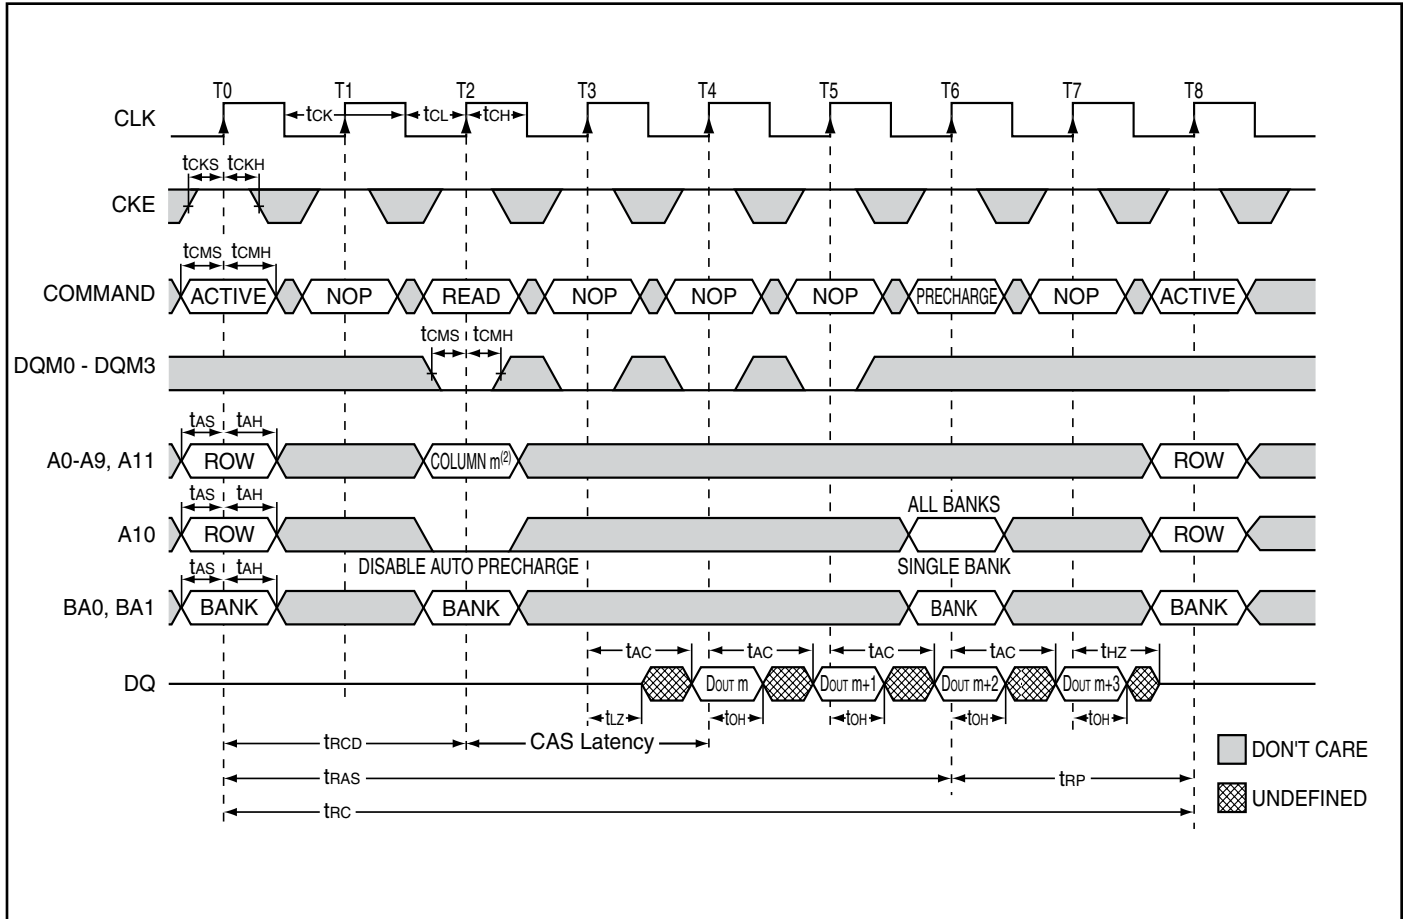 T0 T1 T2 T3 T4 T5 T6 T7 T8
CLK tCK tCL tCH
tCKS tCKH
CKE
tCMS tCMH
COMMAND ACTIVE NOP READ NOP NOP NOP PRECHARGE NOP ACTIVE
tCMS tCMH
DQM0 - DQM3
tAS tAH
A0-A9, A11 ROW COLUMN m(2) ROW
tAS tAH ALL BANKS
A10 ROW ROW
DISABLE AUTO PRECHARGE SINGLE BANK
tAS tAH
BA0, BA1 BANK BANK BANK BANK
tAC tAC tAC tAC tHZ
DQ DOUT m DOUT m+1 DOUT m+2 DOUT m+3
tLZ tOH tOH tOH tOH
tRCD CAS Latency
DON'T CARE
tRAS tRP
UNDEFINED
tRC